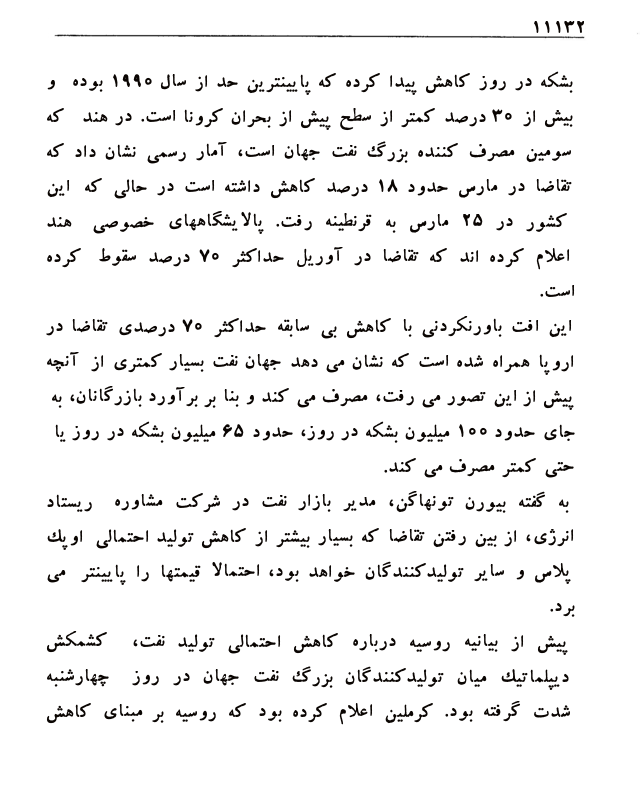 ۱۱۱۳۲
بشکه در روز کاهش پیدا کرده که پایینترین حد از سال ۱۹۹۰ بوده و
بیش از ۳۰ درصد کمتر از سطح پیش از بحران کرونا است. در هند که
سومین مصرف کننده بزرگ نفت جهان است، آمار رسمی نشان داد که
تقاضا در مارس حدود ۱۸ درصد کاهش داشته است در حالی که این
کشور در ۲۵ مارس به قرنطینه رفت. پالایشگاههای خصوصی هند
اعلام کرده اند که تقاضا در آوریل حداکثر ۷۰ درصد سقوط کرده
است.
این افت باورنکردنی با کاهش بی سابقه حداکثر ۷۰ درصدی تقاضا در
اروپا همراه شده است که نشان می دهد جهان نفت بسیار کمتری از آنچه
پیش از این تصور می رفت، مصرف می کند و بنا بر برآورد بازرگانان، به
جای حدود ۱۰۰ میلیون بشکه در روز، حدود ۶۵ میلیون بشکه در روز یا
حتی کمتر مصرف می کند.
به گفته بیورن تونهاگن، مدیر بازار نفت در شرکت مشاوره ریستاد
انرژی، از بین رفتن تقاضا که بسیار بیشتر از کاهش تولید احتمالی اوپک
پلاس و سایر تولیدکنندگان خواهد بود، احتمالا قیمتها را پایینتر می
برد.
پیش از بیانیه روسیه درباره کاهش احتمالی تولید نفت، کشمکش
دیپلماتیک میان تولیدکنندگان بزرگ نفت جهان در روز چهارشنبه
شدت گرفته بود. کرملین اعلام کرده بود که روسیه بر مبنای کاهش